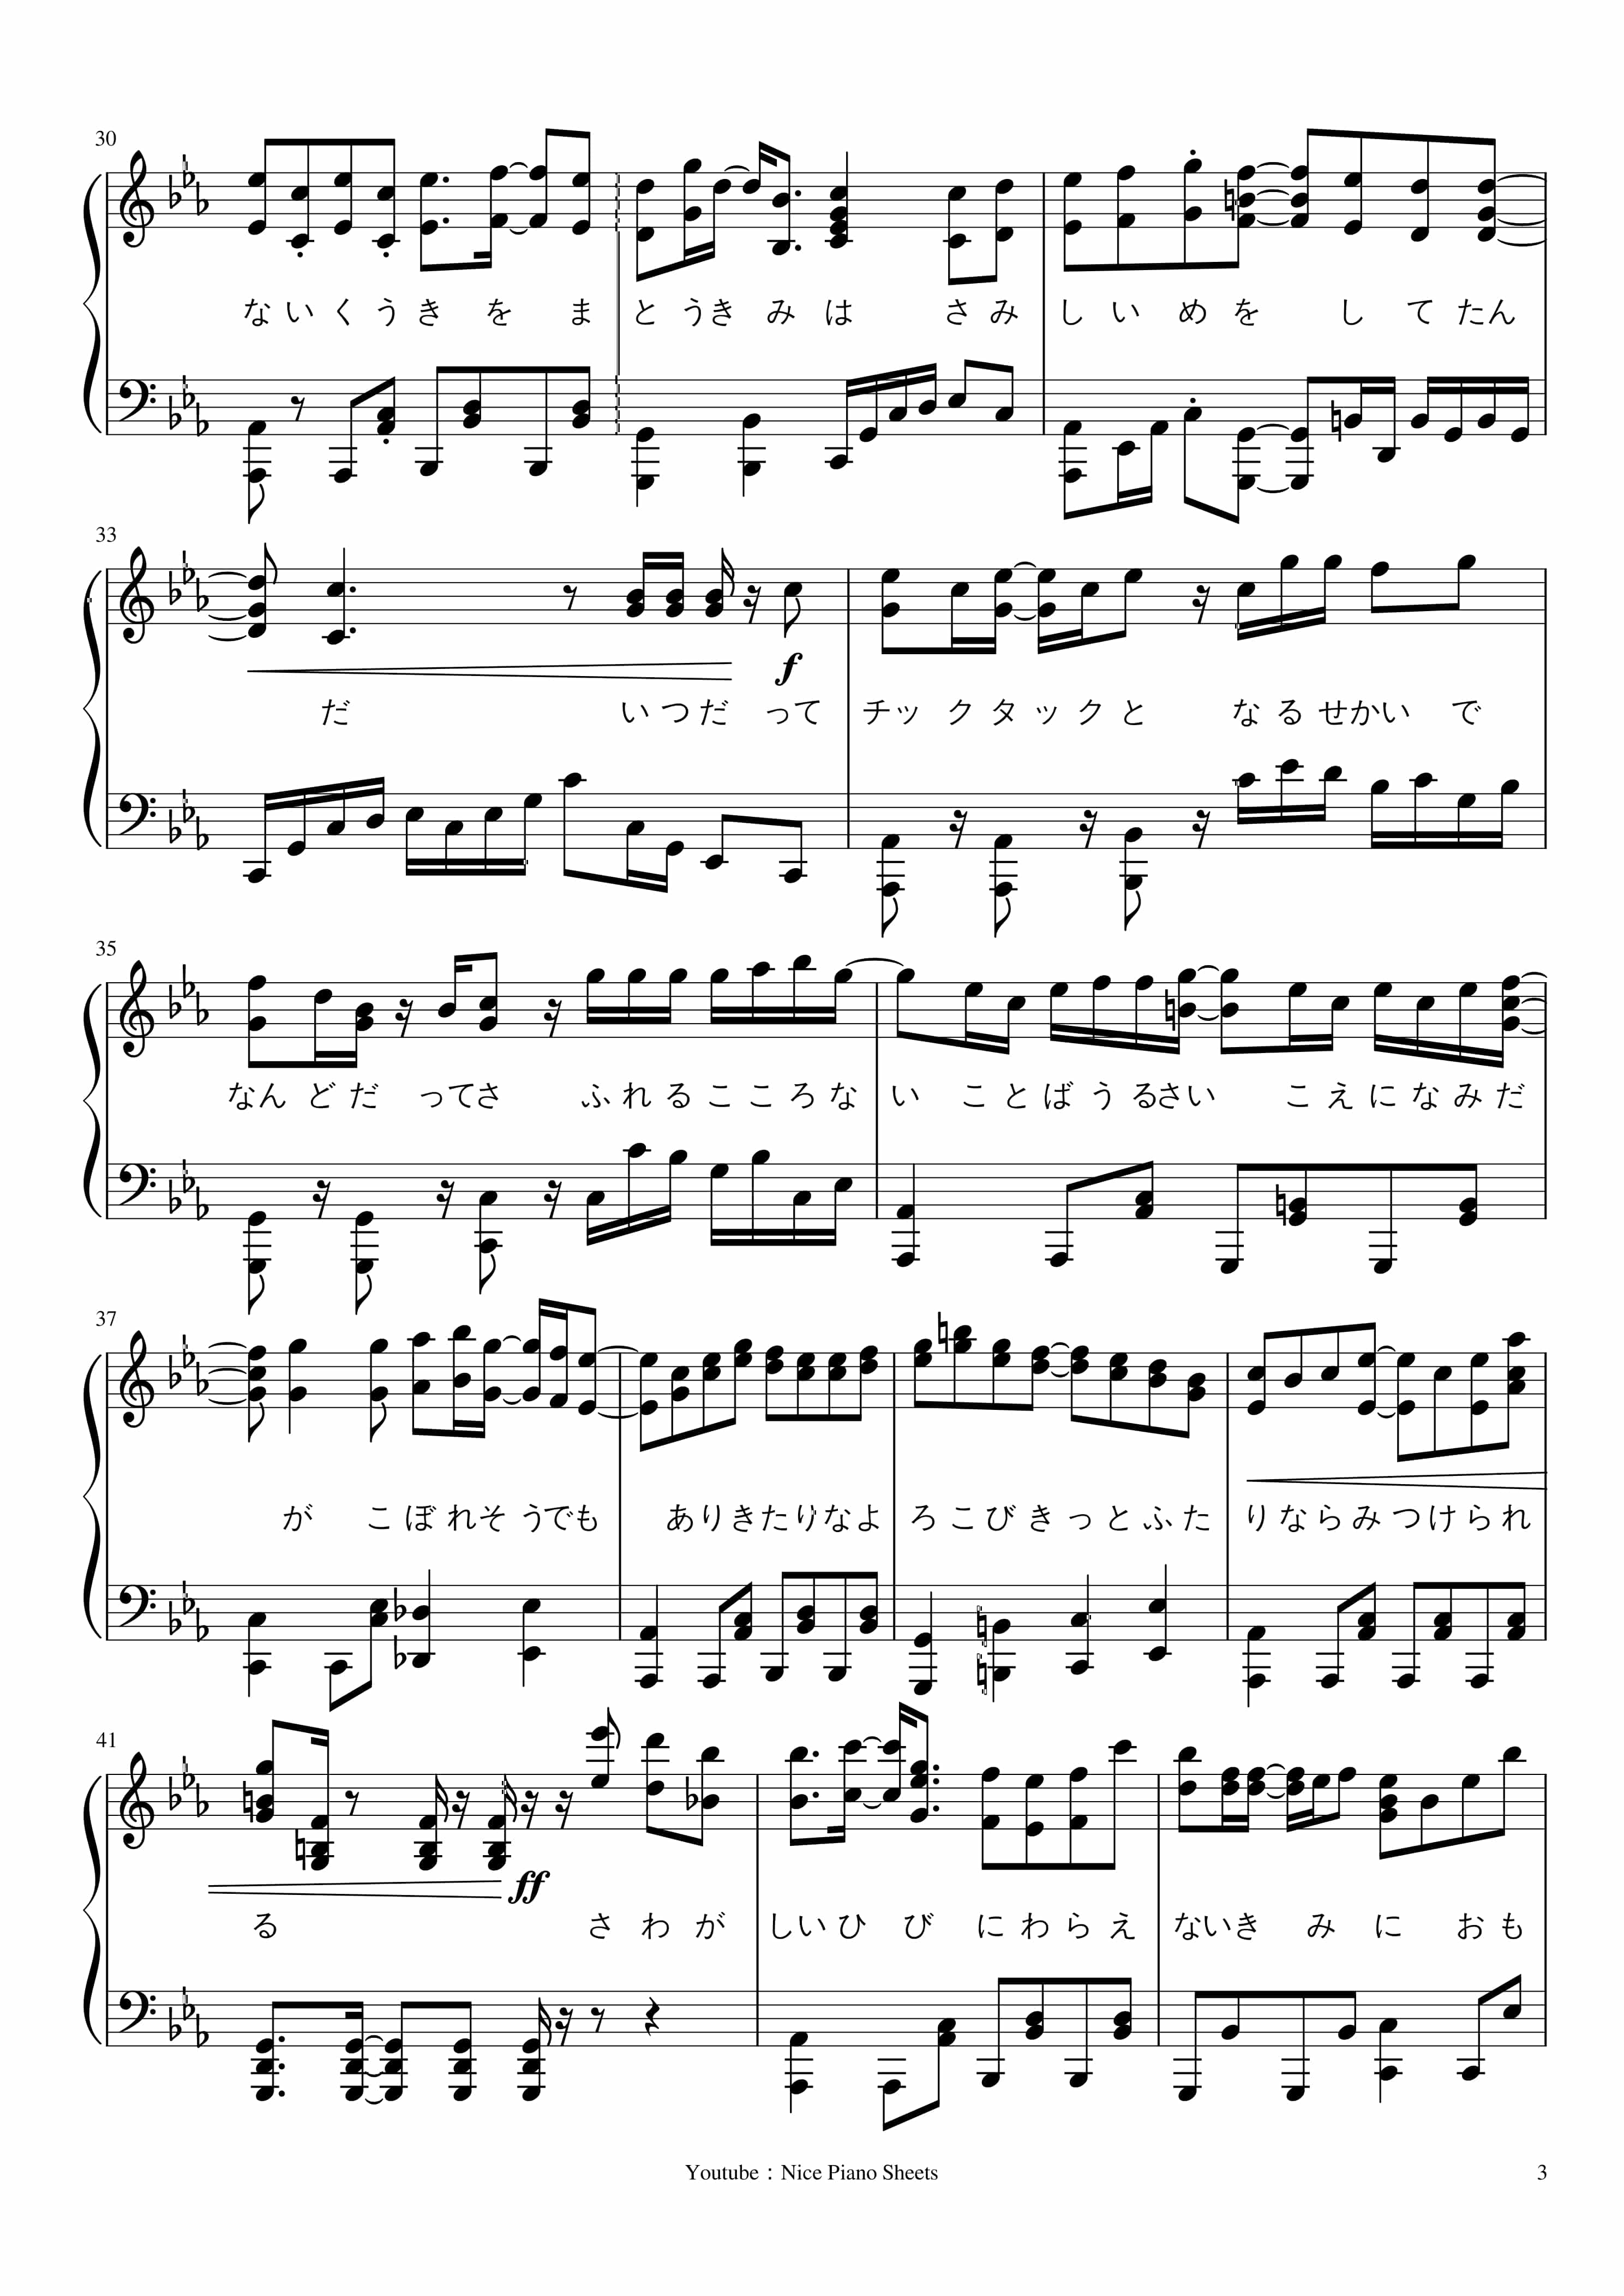 30
な い く う き を ま と うき み は さ み し い め を し て たん
33
f
だ い つ だ って チッ ク タ ッ ク と な る せかい で
35
なん ど だ ってさ ふ れ る こ こ ろ な い こ と ば う るさい こ え に な み だ
37
が こ ぼ れそ うでも ありきたりなよ ろ こ び き っ と ふ た り な ら み つ け ら れ
41
ff
る さ わ が しい ひ び に わ ら え ないき み に お も
Youtube：Nice Piano Sheets 3